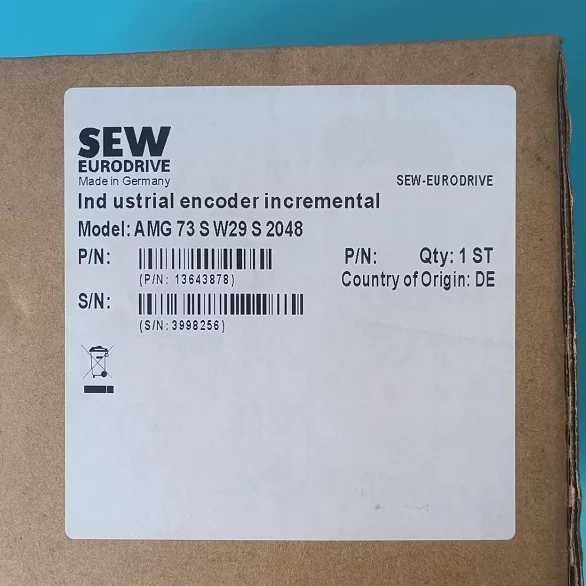 SEW
EURODRIVE
Made in Germany
SEW-EURODRIVE
Ind ustrial encoder incremental
Model: AMG 73 S W29 S 2048
P/N:
(P/N: 13643878)
P/N: Qty: 1 ST
Country of Origin: DE
S/N:
(S/N:3998256)